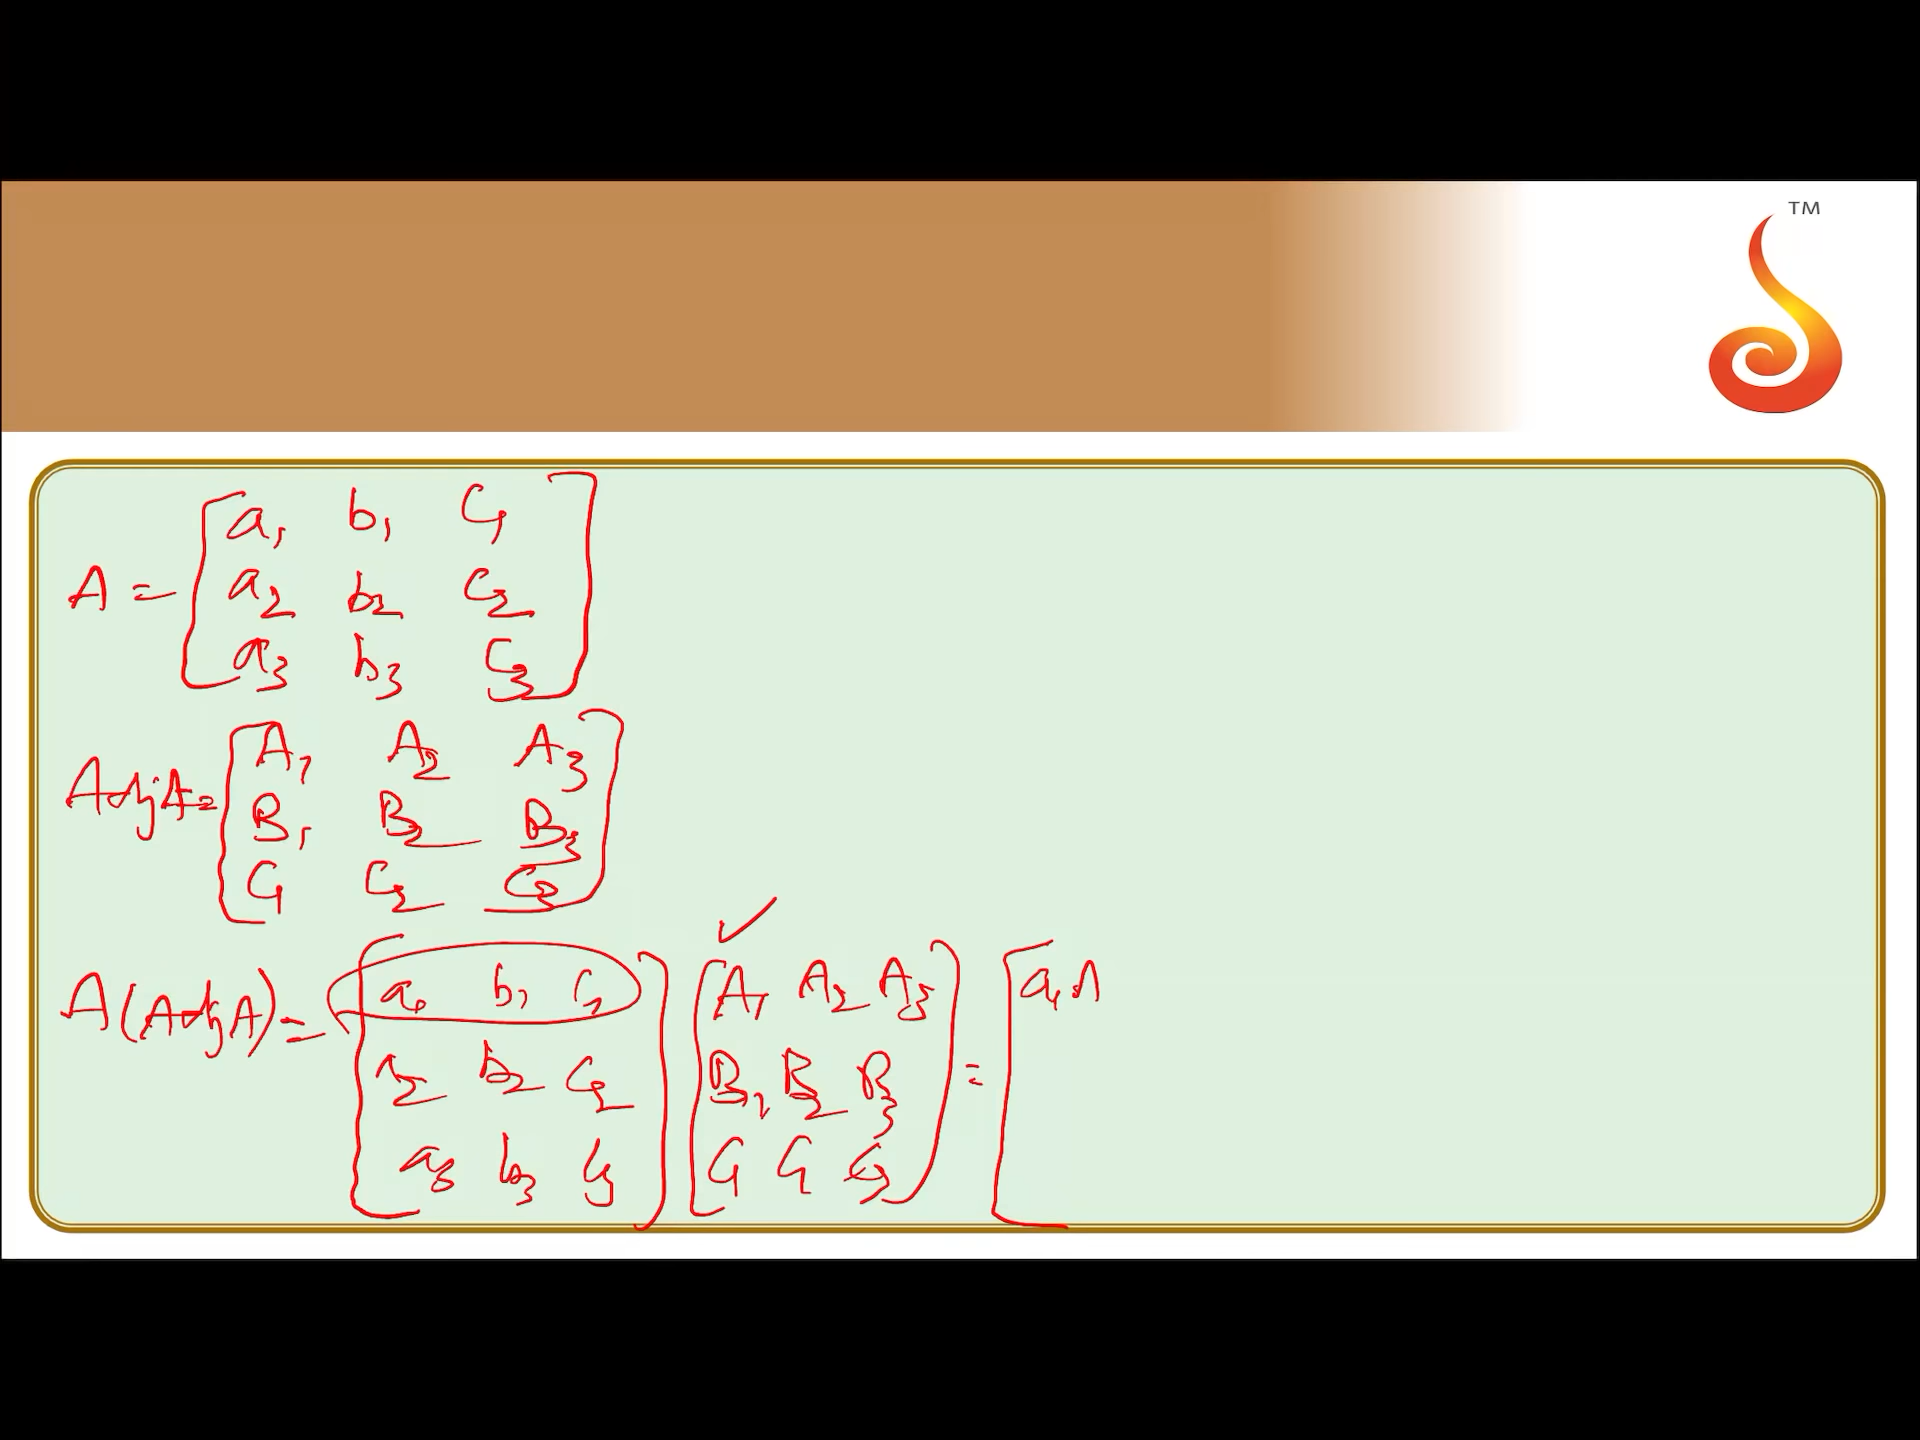 TM
A = [a₁ b₁ C₁
a₂ b₂ C₂
a₃ b₃ C₃]
AdjA = [A₁ A₂ A₃
B₁ B₂ B₃
C₁ C₂ C₃]
✓
A(AdjA) = [a₁ b₁ C₁ [A₁ A₂ A₃ = [a₁A
a₂ b₂ C₂ B₁ B₂ B₃
a₃ b₃ C₃] C₁ C₂ C₃]